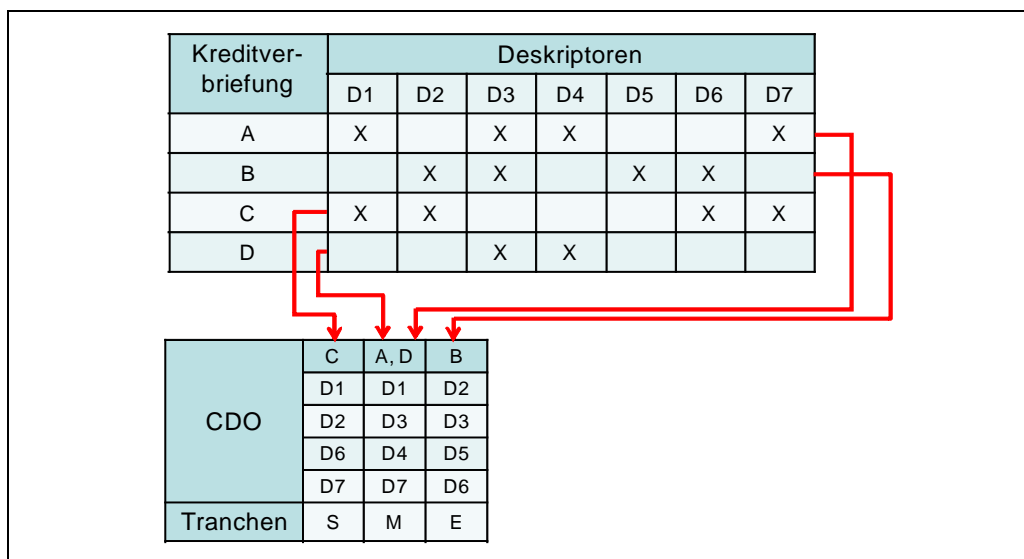 Kreditver-
briefung
Deskriptoren
D1 D2 D3 D4 D5 D6 D7
A X X X X
B X X X X
C X X X X
D X X
CDO
C A, D B
D1 D1 D2
D2 D3 D3
D6 D4 D5
D7 D7 D6
Tranchen S M E